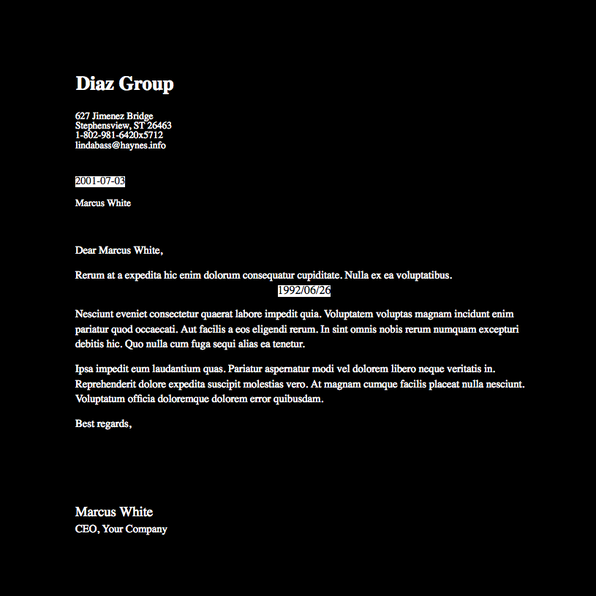 Diaz Group
627 Jimenez Bridge
Stephensview, ST 26463
1-802-981-6420x5712
lindabass@haynes.info
2001-07-03
Marcus White
Dear Marcus White,
Rerum at a expedita hic enim dolorum consequatur cupiditate. Nulla ex ea voluptatibus.
1992/06/26
Nesciunt eveniet consectetur quaerat labore impedit quia. Voluptatem voluptas magnam incidunt enim
pariatur quod occaecati. Aut facilis a eos eligendi rerum. In sint omnis nobis rerum numquam excepturi
debitis hic. Quo nulla cum fuga sequi alias ea tenetur.
Ipsa impedit eum laudantium quas. Pariatur aspernatur modi vel dolorem libero neque veritatis in.
Reprehenderit dolore expedita suscipit molestias vero. At magnam cumque facilis placeat nulla nesciunt.
Voluptatum officia doloremque dolorem error quibusdam.
Best regards,
Marcus White
CEO, Your Company